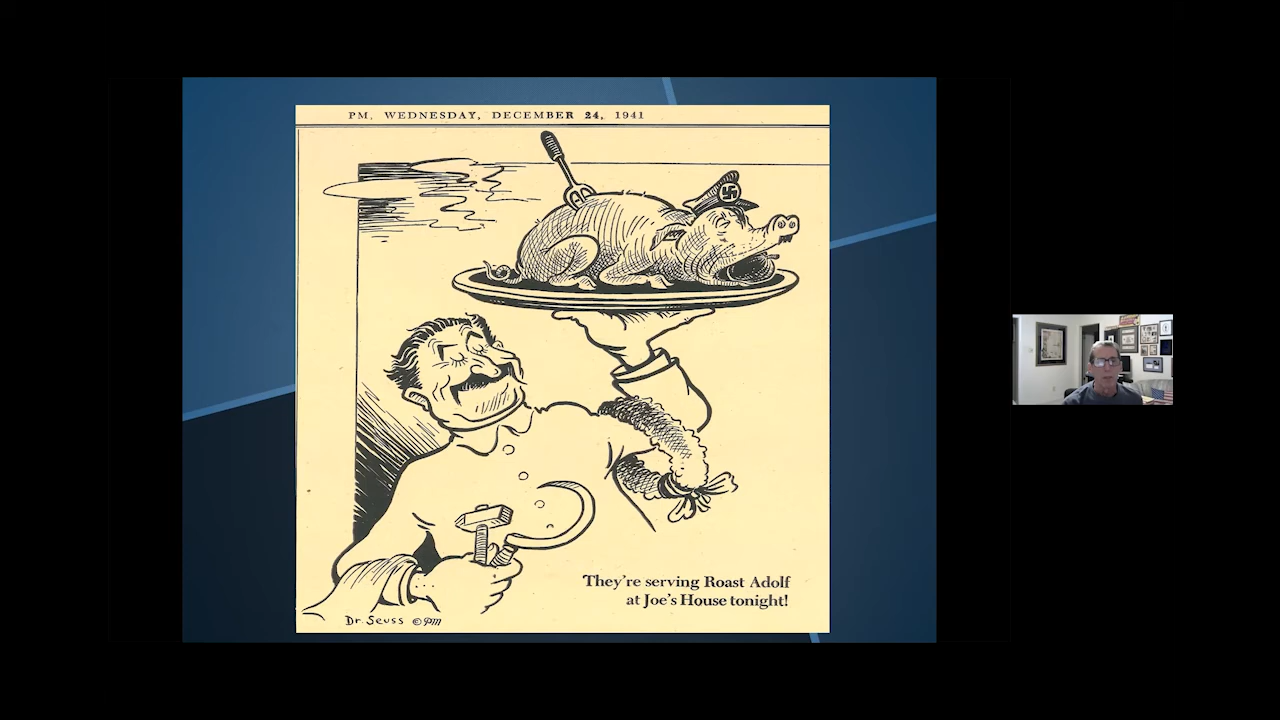 PM, WEDNESDAY, DECEMBER 24, 1941
They're serving Roast Adolf
at Joe's House tonight!
Dr. Seuss ©PM